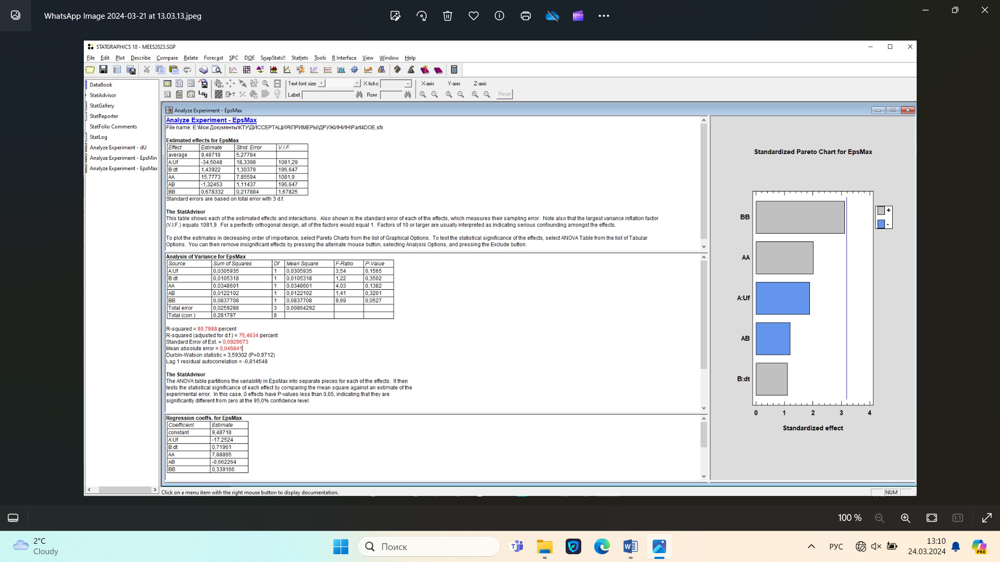 WhatsApp Image 2024-03-21 at 13.03.13.jpeg
STATGRAPHICS 18 - MEES2023.SGP
File Edit Plot Describe Compare Relate Forecast SPC DOE SnapStats!! Statlets Tools R Interface View Window Help
Text font size: X ticks: X-axis Y-axis Z-axis
Log Label: Row: Reset
DataBook
StatAdvisor
StatGallery
StatReporter
StatFolio Comments
StatLog
Analyze Experiment - dU
Analyze Experiment - EpsMin
Analyze Experiment - EpsMax
Analyze Experiment - EpsMax
Analyze Experiment - EpsMax
File name: E:\Мои Документы\КТУ\ДИССЕРТАЦИЯ\ПРИМЕРЫ\ДРУЖИНИН\Part4DOE.sfx
Estimated effects for EpsMax
Effect Estimate Stnd. Error V.I.F.
average 9,48718 5,27784
A:Uf -34,5048 18,3398 1081,29
B:dt 1,43922 1,30379 196,647
AA 15,7773 7,85594 1081,9
AB -1,32453 1,11437 196,647
BB 0,678332 0,217884 1,67825
Standard errors are based on total error with 3 d.f.
The StatAdvisor
This table shows each of the estimated effects and interactions. Also shown is the standard error of each of the effects, which measures their sampling error. Note also that the largest variance inflation factor
(V.I.F.) equals 1081,9. For a perfectly orthogonal design, all of the factors would equal 1. Factors of 10 or larger are usually interpreted as indicating serious confounding amongst the effects.
To plot the estimates in decreasing order of importance, select Pareto Charts from the list of Graphical Options. To test the statistical significance of the effects, select ANOVA Table from the list of Tabular
Options. You can then remove insignificant effects by pressing the alternate mouse button, selecting Analysis Options, and pressing the Exclude button.
Analysis of Variance for EpsMax
Source Sum of Squares Df Mean Square F-Ratio P-Value
A:Uf 0,0305935 1 0,0305935 3,54 0,1565
B:dt 0,0105318 1 0,0105318 1,22 0,3502
AA 0,0348601 1 0,0348601 4,03 0,1382
AB 0,0122102 1 0,0122102 1,41 0,3201
BB 0,0837708 1 0,0837708 9,69 0,0527
Total error 0,0259288 3 0,00864292
Total (corr.) 0,281797 8
R-squared = 90,7988 percent
R-squared (adjusted for d.f.) = 75,4634 percent
Standard Error of Est. = 0,0929673
Mean absolute error = 0,046841
Durbin-Watson statistic = 3,59302 (P=0,9712)
Lag 1 residual autocorrelation = -0,814548
The StatAdvisor
The ANOVA table partitions the variability in EpsMax into separate pieces for each of the effects. It then
tests the statistical significance of each effect by comparing the mean square against an estimate of the
experimental error. In this case, 0 effects have P-values less than 0,05, indicating that they are
significantly different from zero at the 95,0% confidence level.
Regression coeffs. for EpsMax
Coefficient Estimate
constant 9,48718
A:Uf -17,2524
B:dt 0,71961
AA 7,88865
AB -0,662264
BB 0,339166
Standardized Pareto Chart for EpsMax
BB
AA
A:Uf
AB
B:dt
+
-
0 1 2 3 4
Standardized effect
Click on a menu item with the right mouse button to display documentation.
NUM
100 %
1:1
2°C
Cloudy
Поиск
РУС
13:10
24.03.2024
PRE